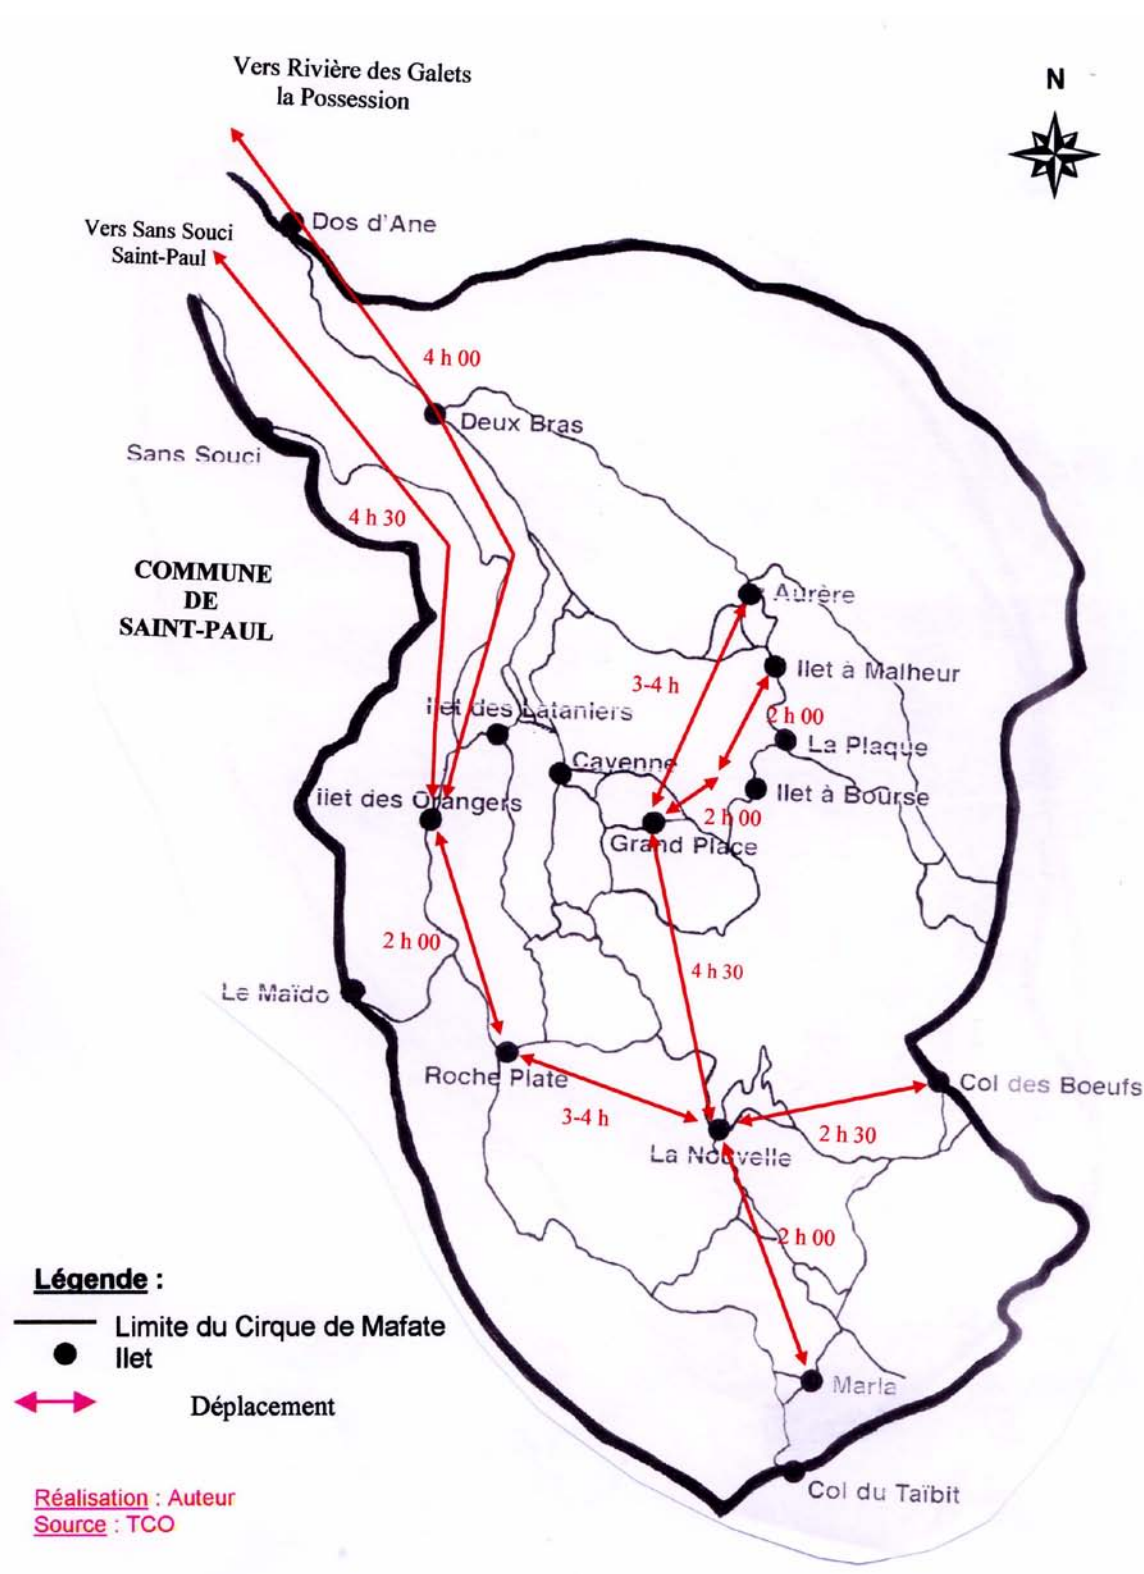 Vers Rivière des Galets
la Possession
N
Dos d'Ane
Vers Sans Souci
Saint-Paul
4 h 00
Deux Bras
Sans Souci
4 h 30
COMMUNE
DE
SAINT-PAUL
Aurère
Ilet à Malheur
3-4 h
2 h 00
ilet des Lataniers
La Plaque
Cayenne
Ilet à Bourse
ilet des Orangers
2 h 00
Grand Place
2 h 00
4 h 30
Le Maïdo
Roche Plate
Col des Boeufs
3-4 h
2 h 30
La Nouvelle
2 h 00
Légende :
Limite du Cirque de Mafate
Ilet
Marla
Déplacement
Col du Taïbit
Réalisation : Auteur
Source : TCO